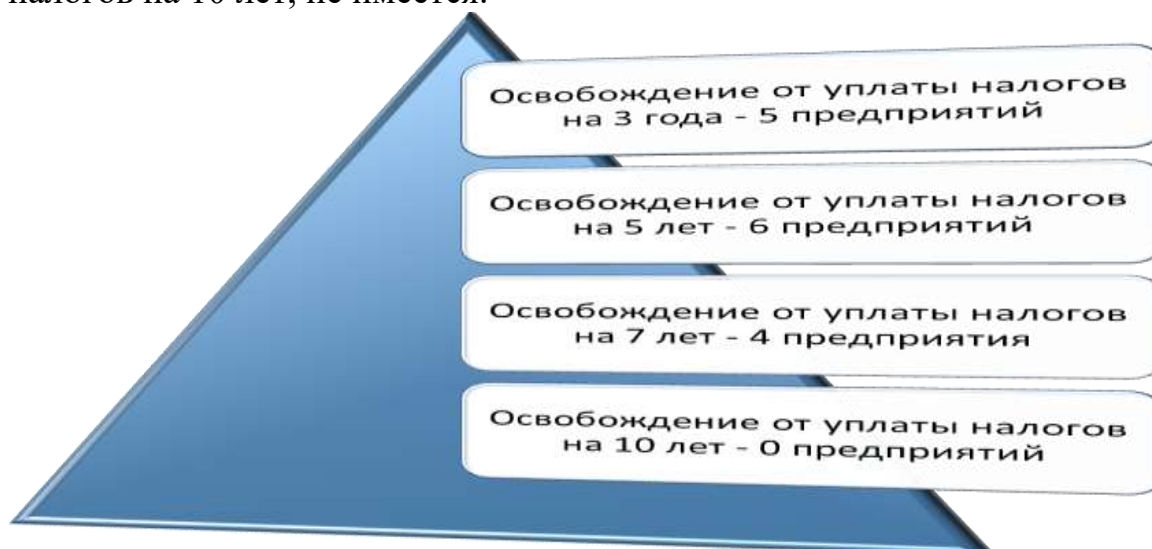 налогов на 10 лет, не имеется.
Освобождение от уплаты налогов
на 3 года - 5 предприятий
Освобождение от уплаты налогов
на 5 лет - 6 предприятий
Освобождение от уплаты налогов
на 7 лет - 4 предприятия
Освобождение от уплаты налогов
на 10 лет - 0 предприятий